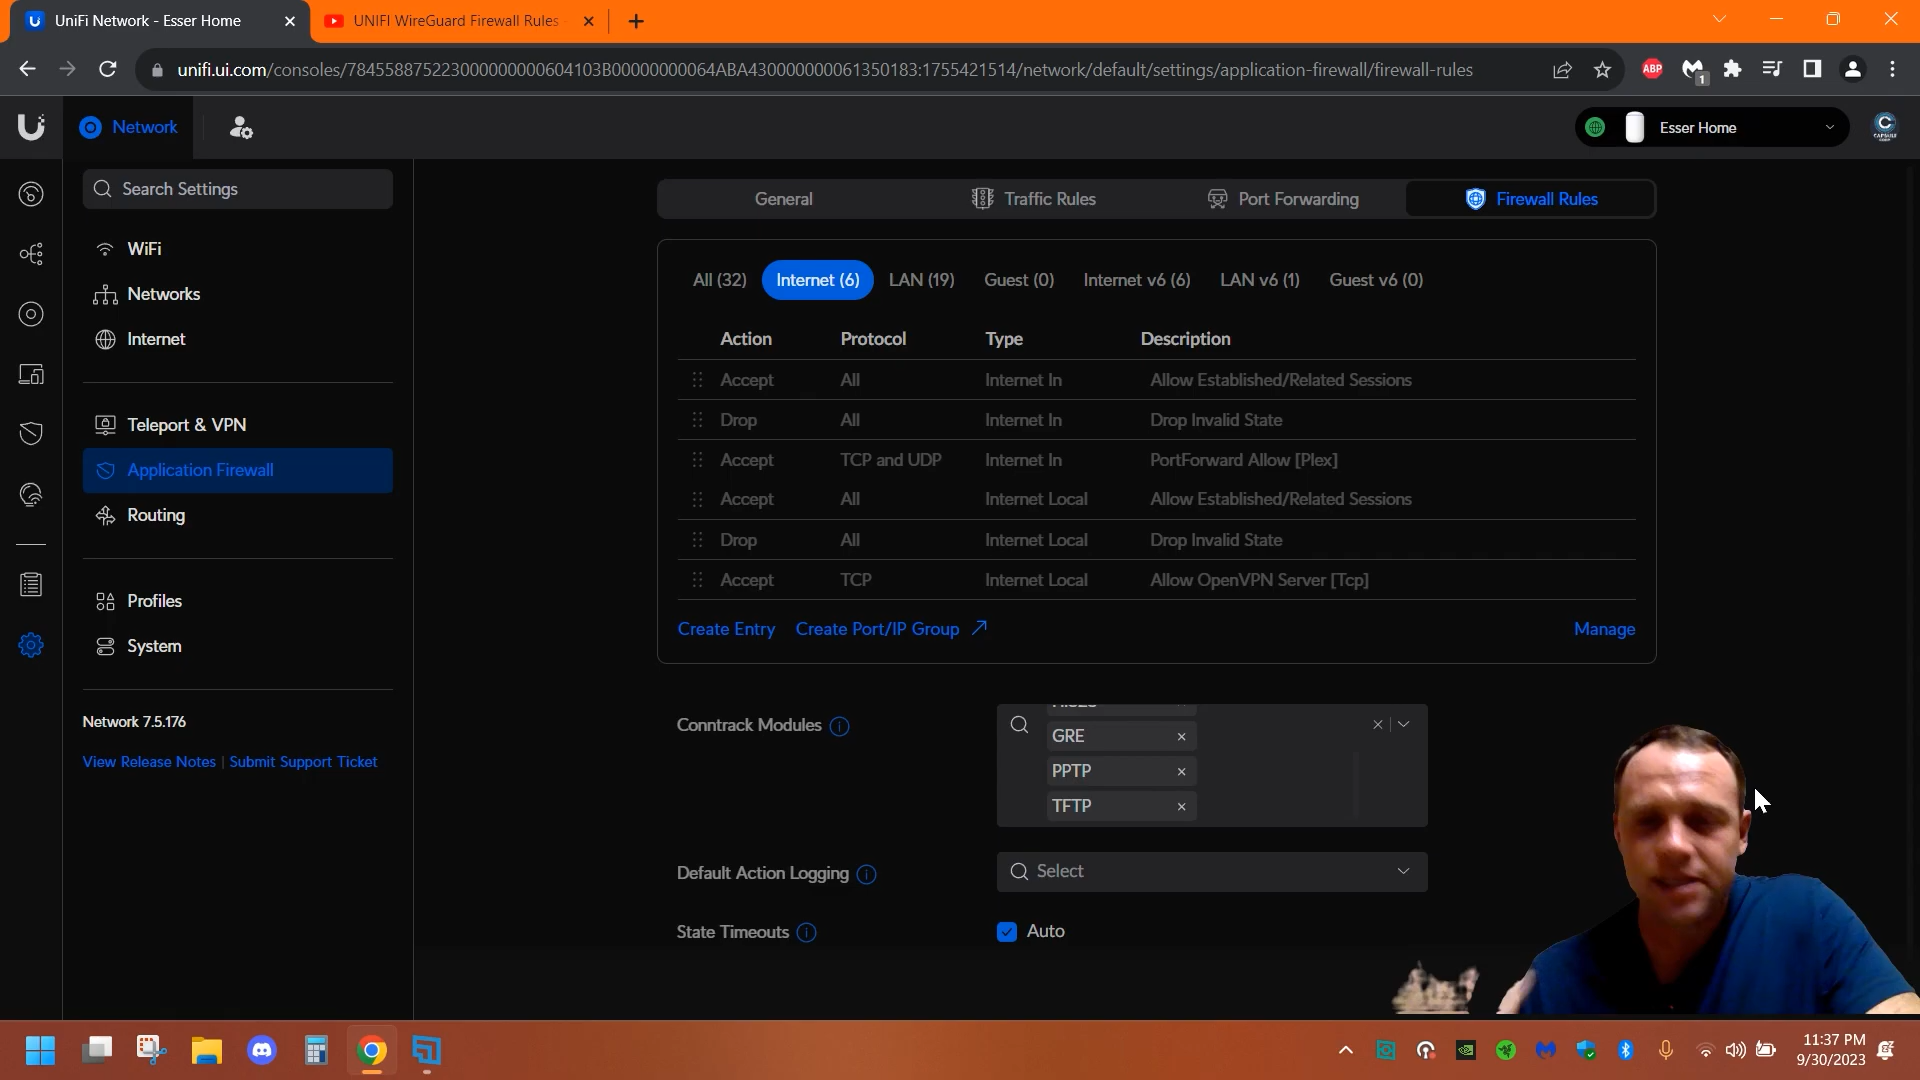 UniFi Network - Esser Home
UNIFI WireGuard Firewall Rules
unifi.ui.com/consoles/7845588752230000000000604103B00000000064ABA430000000061350183:1755421514/network/default/settings/application-firewall/firewall-rules
ABP
1
Network
Esser Home
Search Settings
WiFi
Networks
Internet
Teleport & VPN
Application Firewall
Routing
Profiles
System
Network 7.5.176
View Release Notes | Submit Support Ticket
General
Traffic Rules
Port Forwarding
Firewall Rules
All (32) Internet (6) LAN (19) Guest (0) Internet v6 (6) LAN v6 (1) Guest v6 (0)
Action Protocol Type Description
Accept All Internet In Allow Established/Related Sessions
Drop All Internet In Drop Invalid State
Accept TCP and UDP Internet In PortForward Allow [Plex]
Accept All Internet Local Allow Established/Related Sessions
Drop All Internet Local Drop Invalid State
Accept TCP Internet Local Allow OpenVPN Server [Tcp]
Create Entry Create Port/IP Group Manage
Conntrack Modules
GRE
PPTP
TFTP
Default Action Logging
Select
State Timeouts
Auto
11:37 PM
9/30/2023